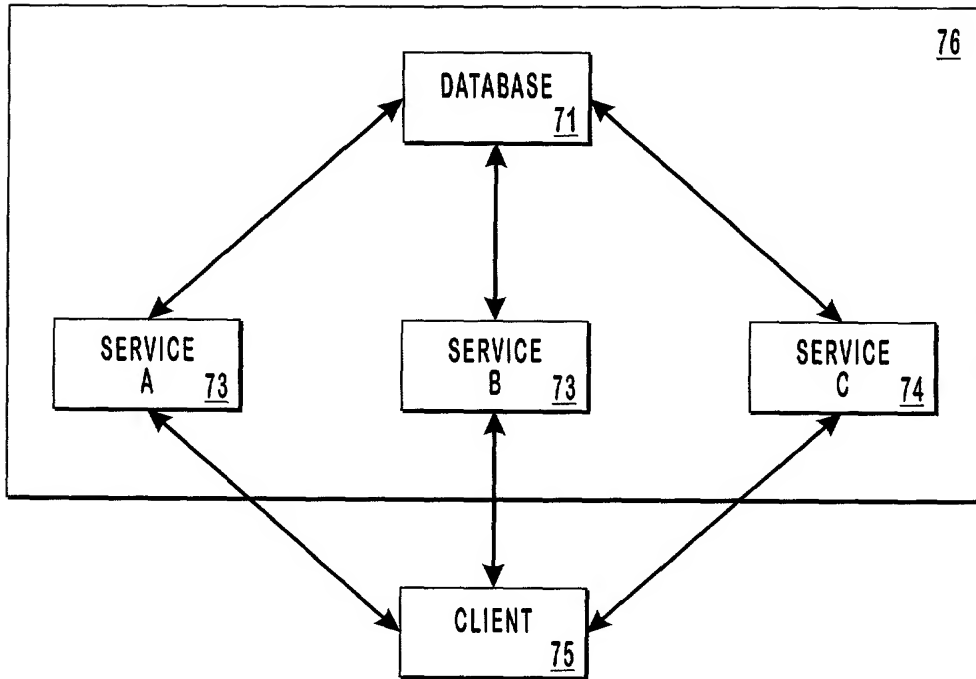 76
DATABASE
71
SERVICE
A 73
SERVICE
B 73
SERVICE
C 74
CLIENT
75